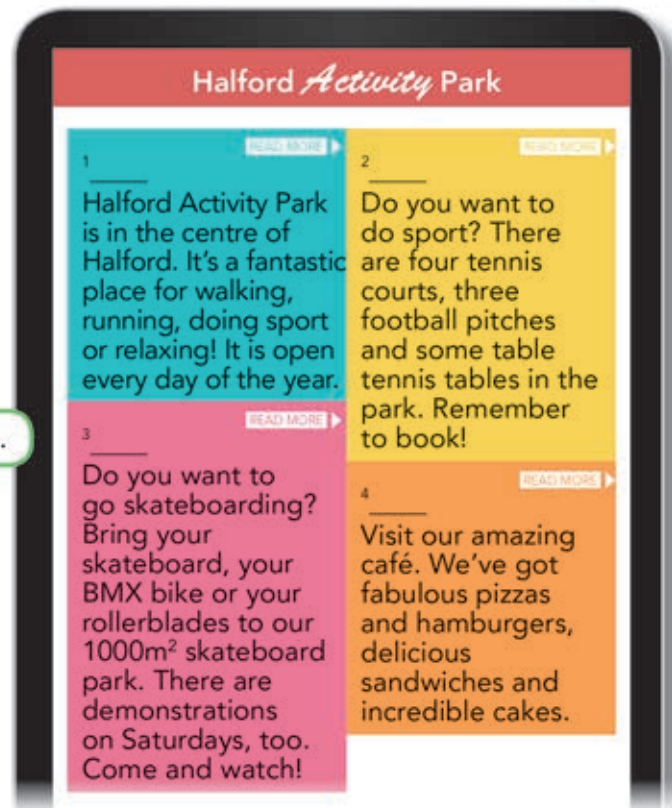 Halford Activity Park
READ MORE
1
Halford Activity Park
is in the centre of
Halford. It's a fantastic
place for walking,
running, doing sport
or relaxing! It is open
every day of the year.
READ MORE
2
Do you want to
do sport? There
are four tennis
courts, three
football pitches
and some table
tennis tables in the
park. Remember
to book!
.
READ MORE
3
Do you want to
go skateboarding?
Bring your
skateboard, your
BMX bike or your
rollerblades to our
1000m² skateboard
park. There are
demonstrations
on Saturdays, too.
Come and watch!
READ MORE
4
Visit our amazing
café. We've got
fabulous pizzas
and hamburgers,
delicious
sandwiches and
incredible cakes.